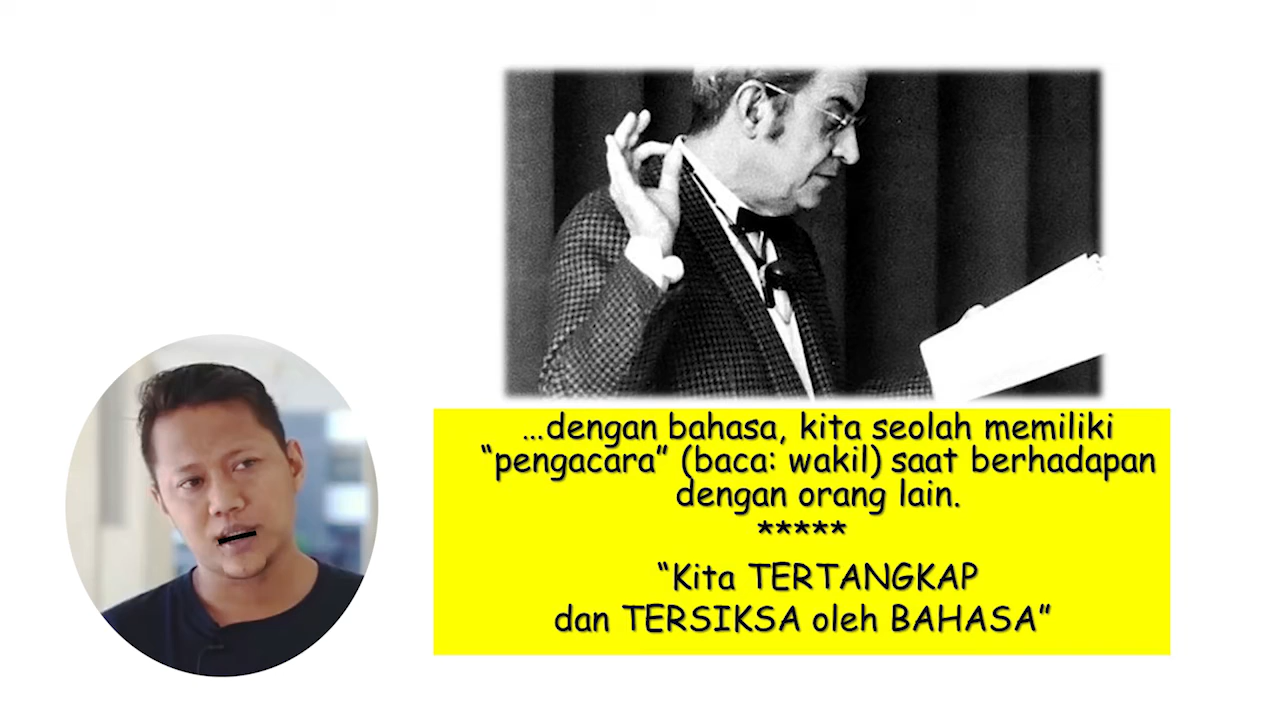 ...dengan bahasa, kita seolah memiliki
“pengacara” (baca: wakil) saat berhadapan
dengan orang lain.
*****
“Kita TERTANGKAP
dan TERSIKSA oleh BAHASA”